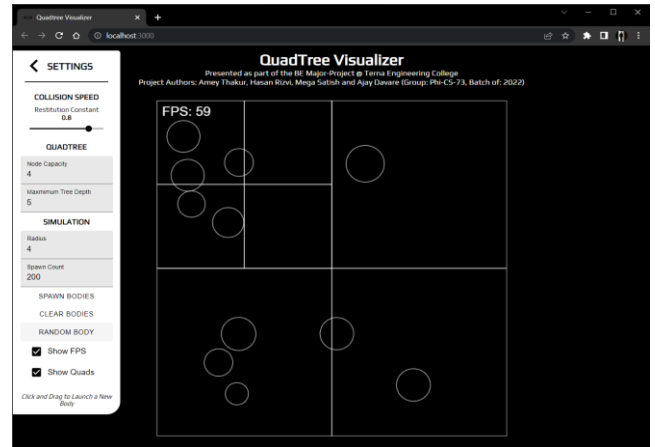 Quadtree Visualizer
localhost:3000
SETTINGS
QuadTree Visualizer
Presented as part of the BE Major-Project @ Terna Engineering College
Project Authors: Amey Thakur, Hasan Rizvi, Mega Satish and Ajay Davare (Group: Phi-CS-73, Batch of: 2022)
COLLISION SPEED
Restitution Constant
0.8
FPS: 59
QUADTREE
Node Capacity
4
Maxmimum Tree Depth
5
SIMULATION
Radius
4
Spawn Count
200
SPAWN BODIES
CLEAR BODIES
RANDOM BODY
Show FPS
Show Quads
Click and Drag to Launch a New
Body